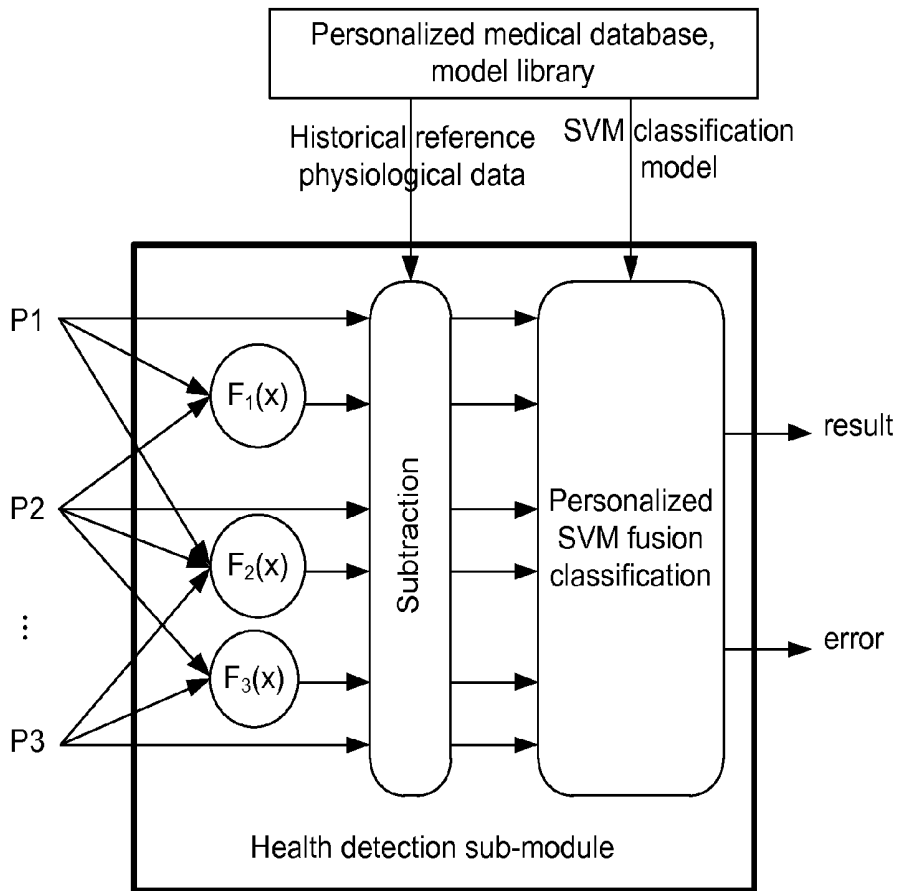 Personalized medical database,
model library
Historical reference
physiological data
SVM classification
model
P1
F₁(x)
P2
F₂(x)
⋮
F₃(x)
P3
Subtraction
Personalized
SVM fusion
classification
result
error
Health detection sub-module